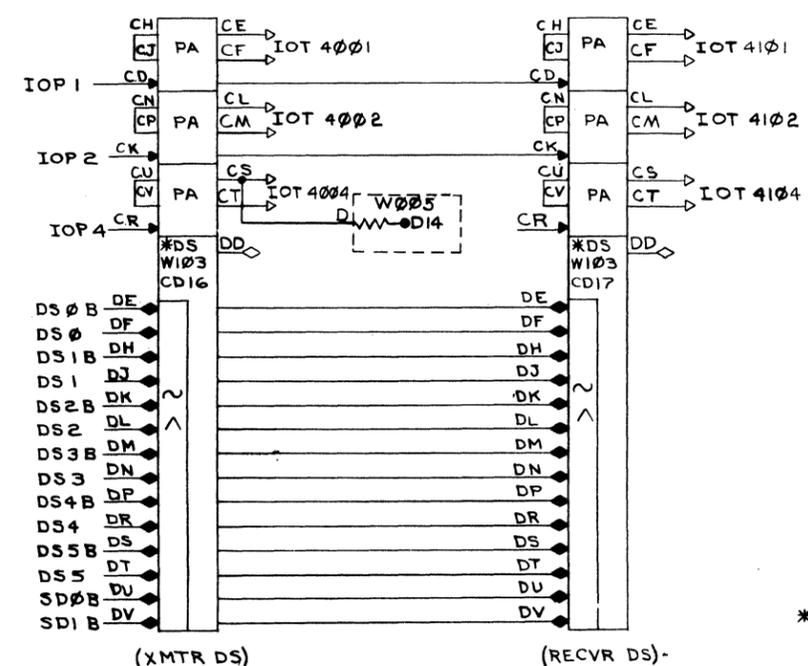 CH CE CH CE
CJ PA CF IOT 4001 CJ PA CF IOT 4101
IOP 1 CD CD
CN CL CN CL
CP PA CM IOT 4002 CP PA CM IOT 4102
IOP 2 CK CK
CU CS CU CS
CV PA CT IOT 4004 CV PA CT IOT 4104
W005
IOP 4 CR D D14 CR
*DS DD *DS DD
W103 W103
CD16 CD17
DS0B DE DE
DS0 DF DF
DS1B DH DH
DS1 DJ DJ
DS2B DK DK
DS2 DL DL
DS3B DM DM
DS3 DN DN
DS4B DP DP
DS4 DR DR
DS5B DS DS
DS5 DT DT
SD0B DU DU
SD1B DV DV
*
(XMTR DS) (RECVR DS)-